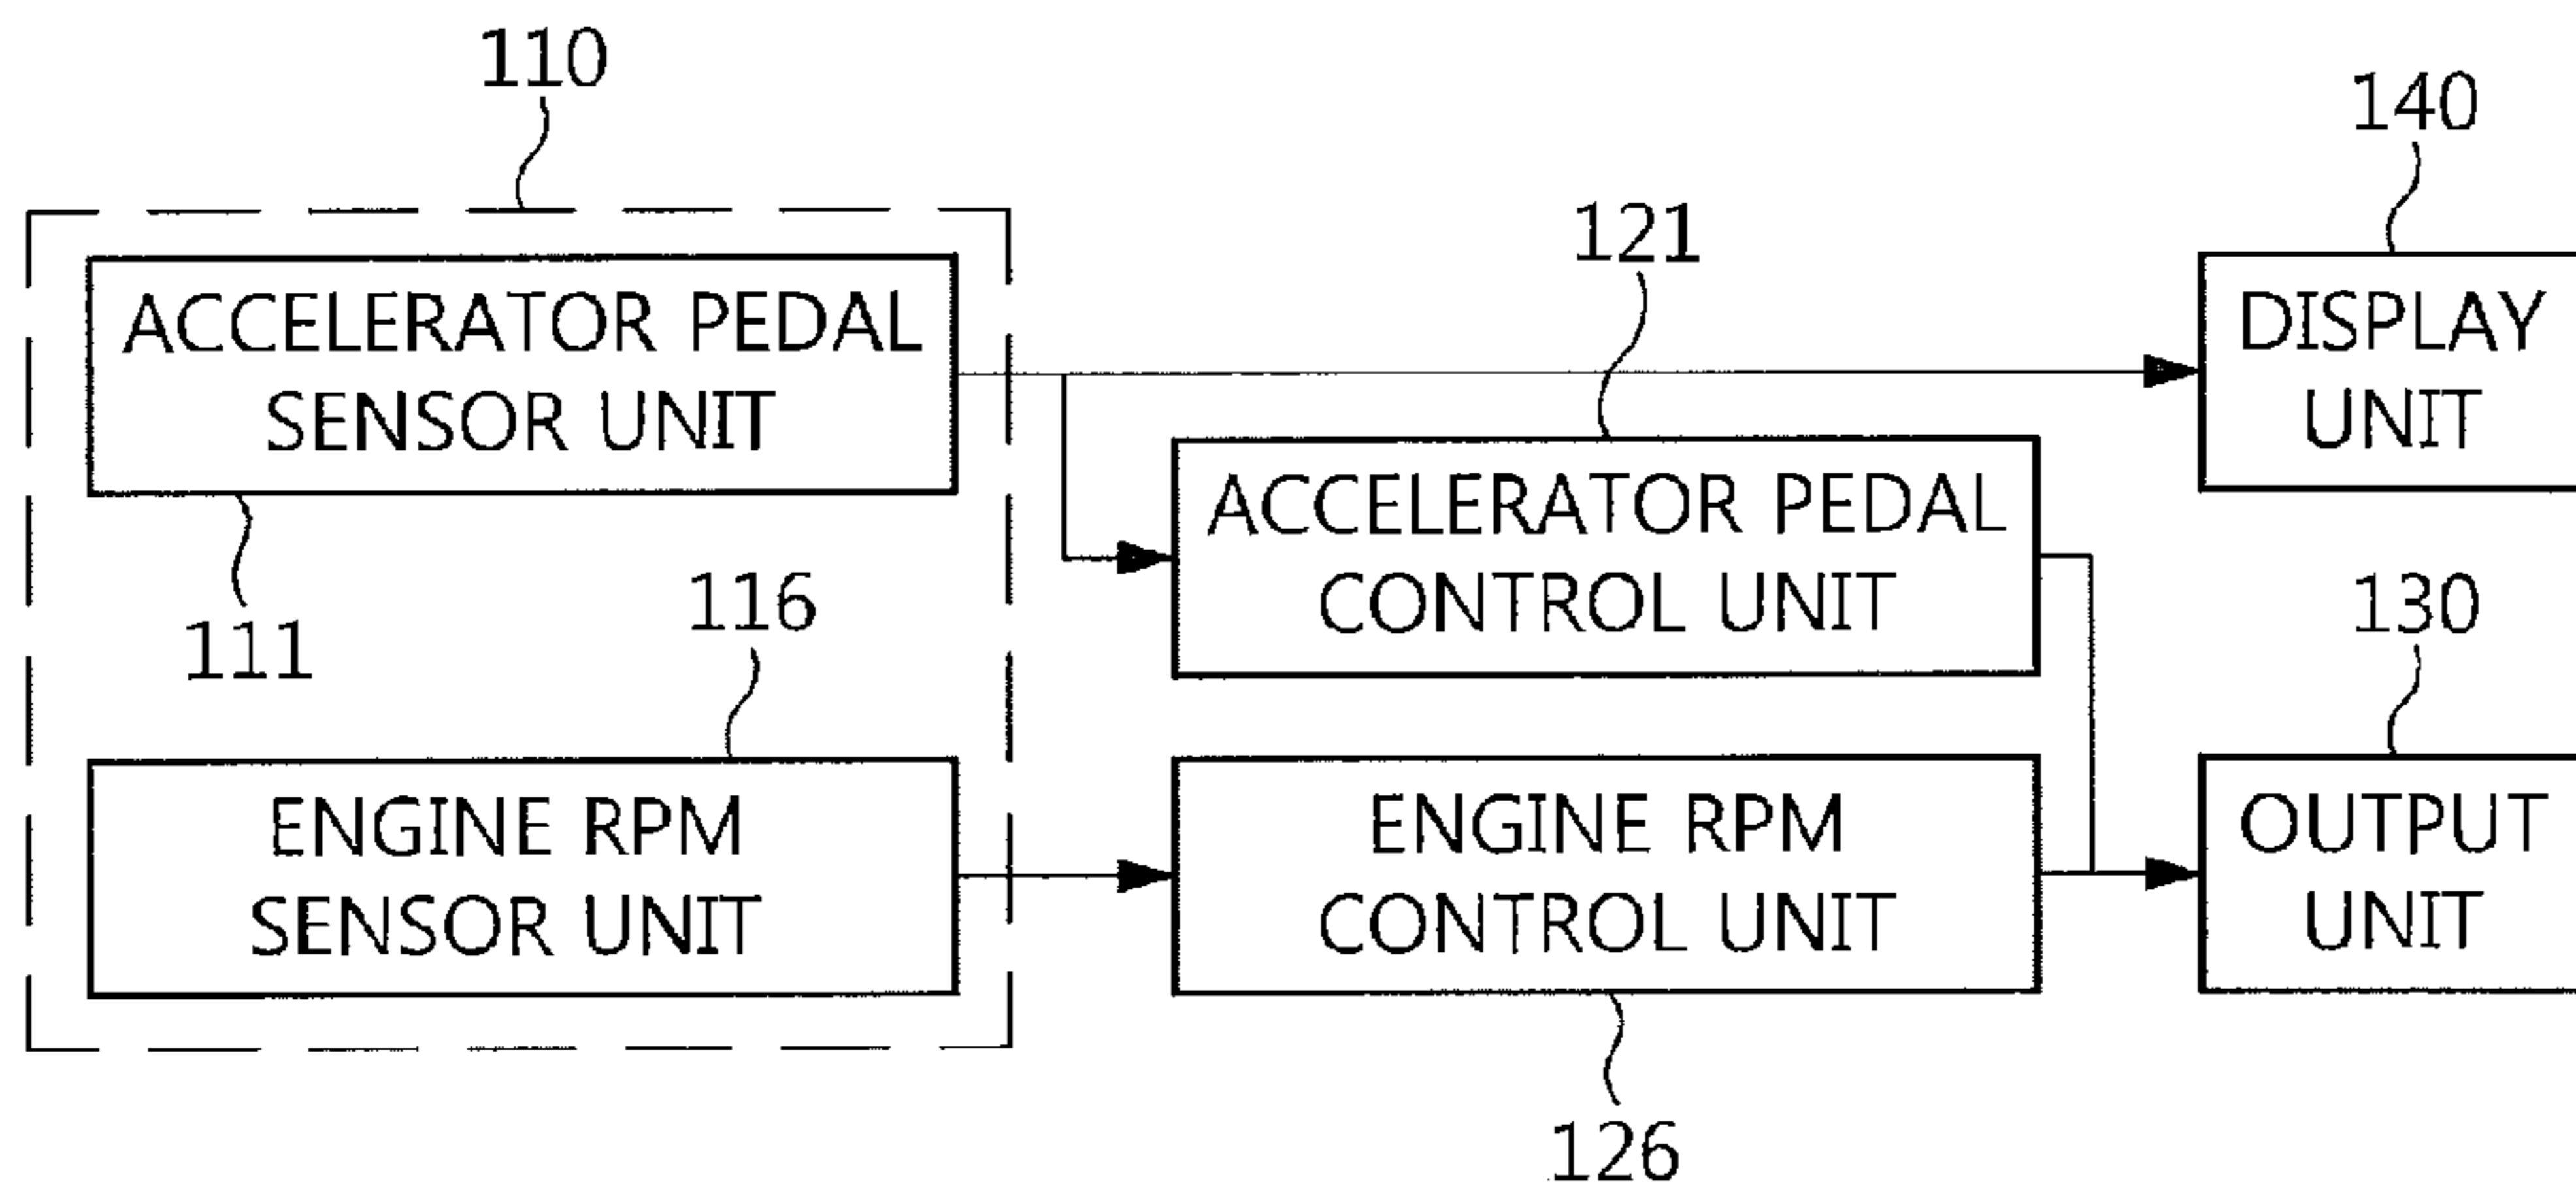 110
140
121
ACCELERATOR PEDAL
SENSOR UNIT
DISPLAY
UNIT
ACCELERATOR PEDAL
CONTROL UNIT
111
116
130
ENGINE RPM
SENSOR UNIT
ENGINE RPM
CONTROL UNIT
OUTPUT
UNIT
126